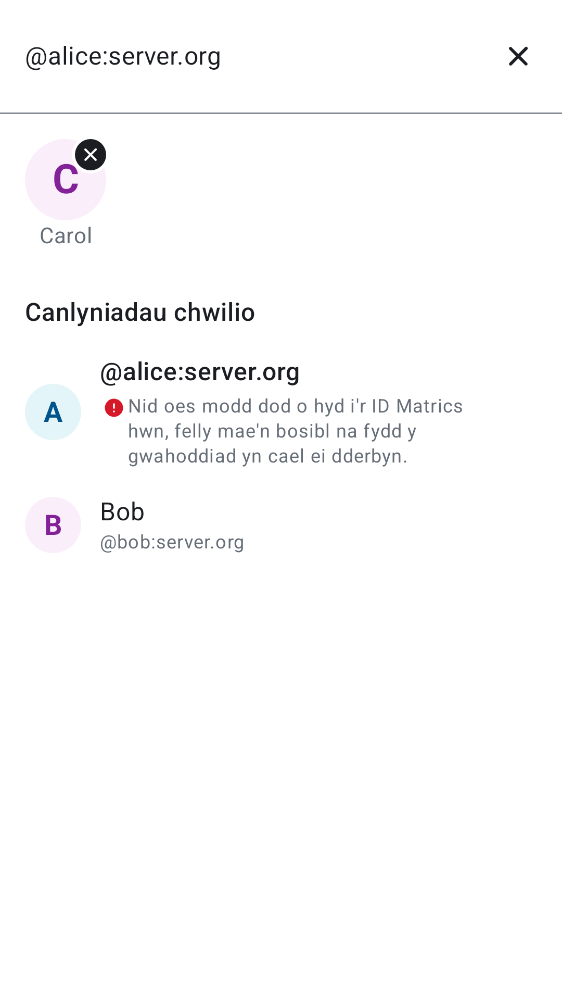 @alice:server.org
C
Carol
Canlyniadau chwilio
A
@alice:server.org
Nid oes modd dod o hyd i'r ID Matrics
hwn, felly mae'n bosibl na fydd y
gwahoddiad yn cael ei dderbyn.
B
Bob
@bob:server.org